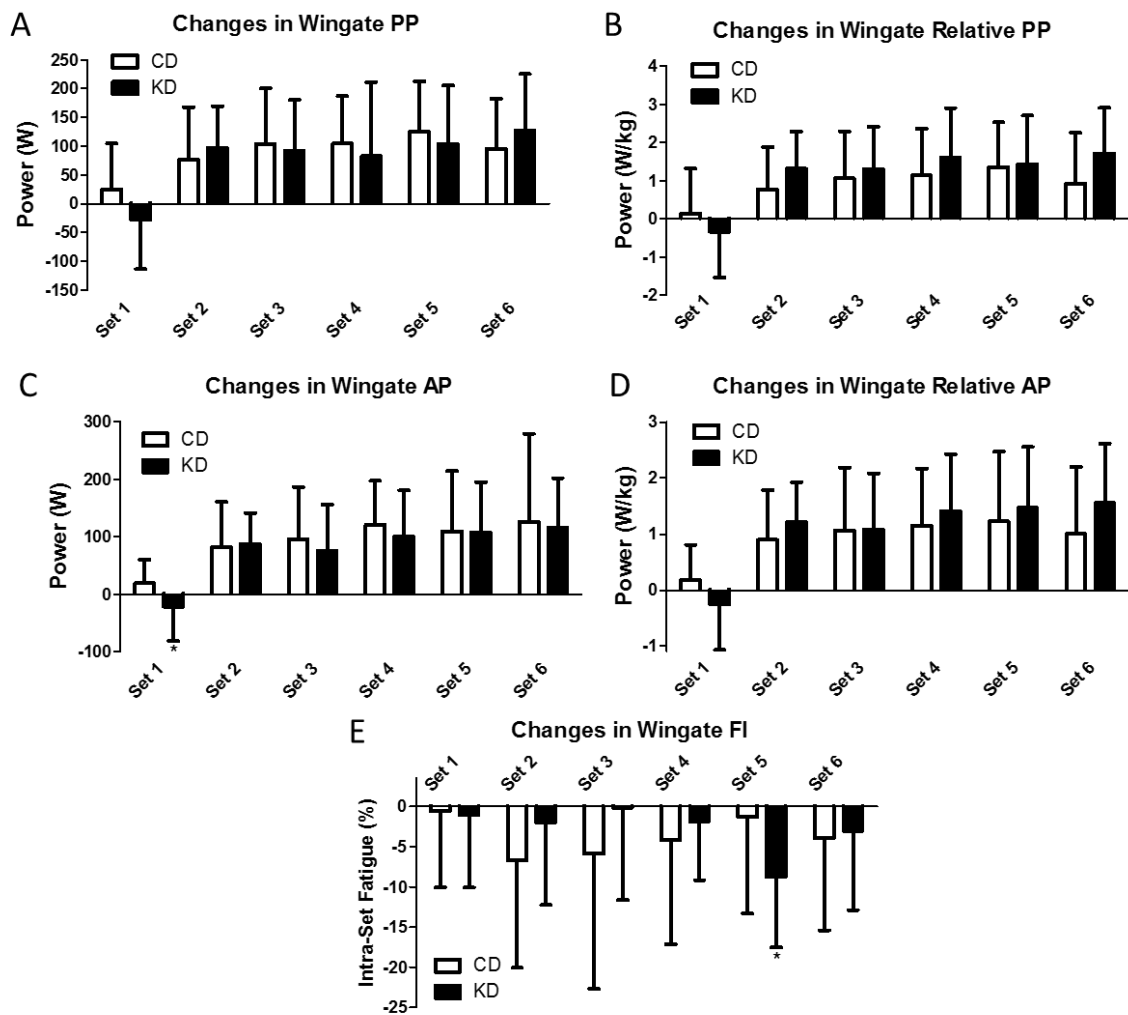 A
Changes in Wingate PP
CD
KD
Power (W)
250
200
150
100
50
0
-50
-100
-150
Set 1
Set 2
Set 3
Set 4
Set 5
Set 6
B
Changes in Wingate Relative PP
CD
KD
Power (W/kg)
4
3
2
1
0
-1
-2
Set 1
Set 2
Set 3
Set 4
Set 5
Set 6
C
Changes in Wingate AP
CD
KD
Power (W)
300
200
100
0
-100
*
Set 1
Set 2
Set 3
Set 4
Set 5
Set 6
D
Changes in Wingate Relative AP
CD
KD
Power (W/kg)
3
2
1
0
-1
Set 1
Set 2
Set 3
Set 4
Set 5
Set 6
E
Changes in Wingate FI
Set 1
Set 2
Set 3
Set 4
Set 5
Set 6
Intra-Set Fatigue (%)
0
-5
-10
-15
-20
-25
CD
KD
*